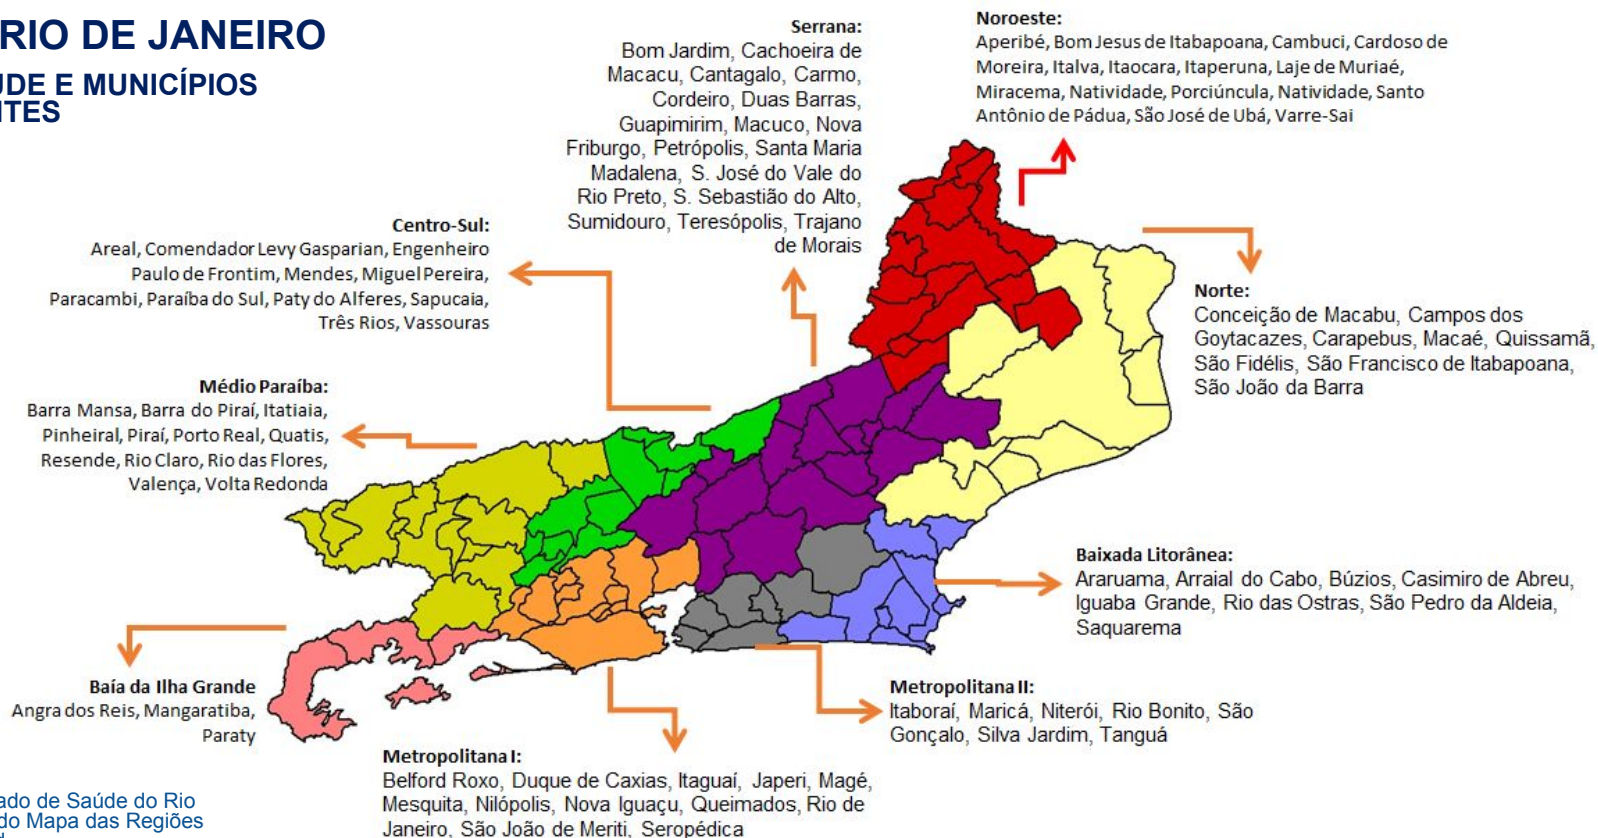 RIO DE JANEIRO
ÚDE E MUNICÍPIOS
NTES
Serrana:
Bom Jardim, Cachoeira de
Macacu, Cantagalo, Carmo,
Cordeiro, Duas Barras,
Guapimirim, Macuco, Nova
Friburgo, Petrópolis, Santa Maria
Madalena, S. José do Vale do
Rio Preto, S. Sebastião do Alto,
Sumidouro, Teresópolis, Trajano
de Morais
Noroeste:
Aperibé, Bom Jesus de Itabapoana, Cambuci, Cardoso de
Moreira, Italva, Itaocara, Itaperuna, Laje de Muriaé,
Miracema, Natividade, Porciúncula, Natividade, Santo
Antônio de Pádua, São José de Ubá, Varre-Sai
Centro-Sul:
Areal, Comendador Levy Gasparian, Engenheiro
Paulo de Frontim, Mendes, Miguel Pereira,
Paracambi, Paraíba do Sul, Paty do Alferes, Sapucaia,
Três Rios, Vassouras
Norte:
Conceição de Macabu, Campos dos
Goytacazes, Carapebus, Macaé, Quissamã,
São Fidélis, São Francisco de Itabapoana,
São João da Barra
Médio Paraíba:
Barra Mansa, Barra do Piraí, Itatiaia,
Pinheiral, Piraí, Porto Real, Quatis,
Resende, Rio Claro, Rio das Flores,
Valença, Volta Redonda
Baixada Litorânea:
Araruama, Arraial do Cabo, Búzios, Casimiro de Abreu,
Iguaba Grande, Rio das Ostras, São Pedro da Aldeia,
Saquarema
Baía da Ilha Grande
Angra dos Reis, Mangaratiba,
Paraty
Metropolitana II:
Itaboraí, Maricá, Niterói, Rio Bonito, São
Gonçalo, Silva Jardim, Tanguá
Metropolitana I:
Belford Roxo, Duque de Caxias, Itaguaí, Japeri, Magé,
Mesquita, Nilópolis, Nova Iguaçu, Queimados, Rio de
Janeiro, São João de Meriti, Seropédica
ado de Saúde do Rio
do Mapa das Regiões